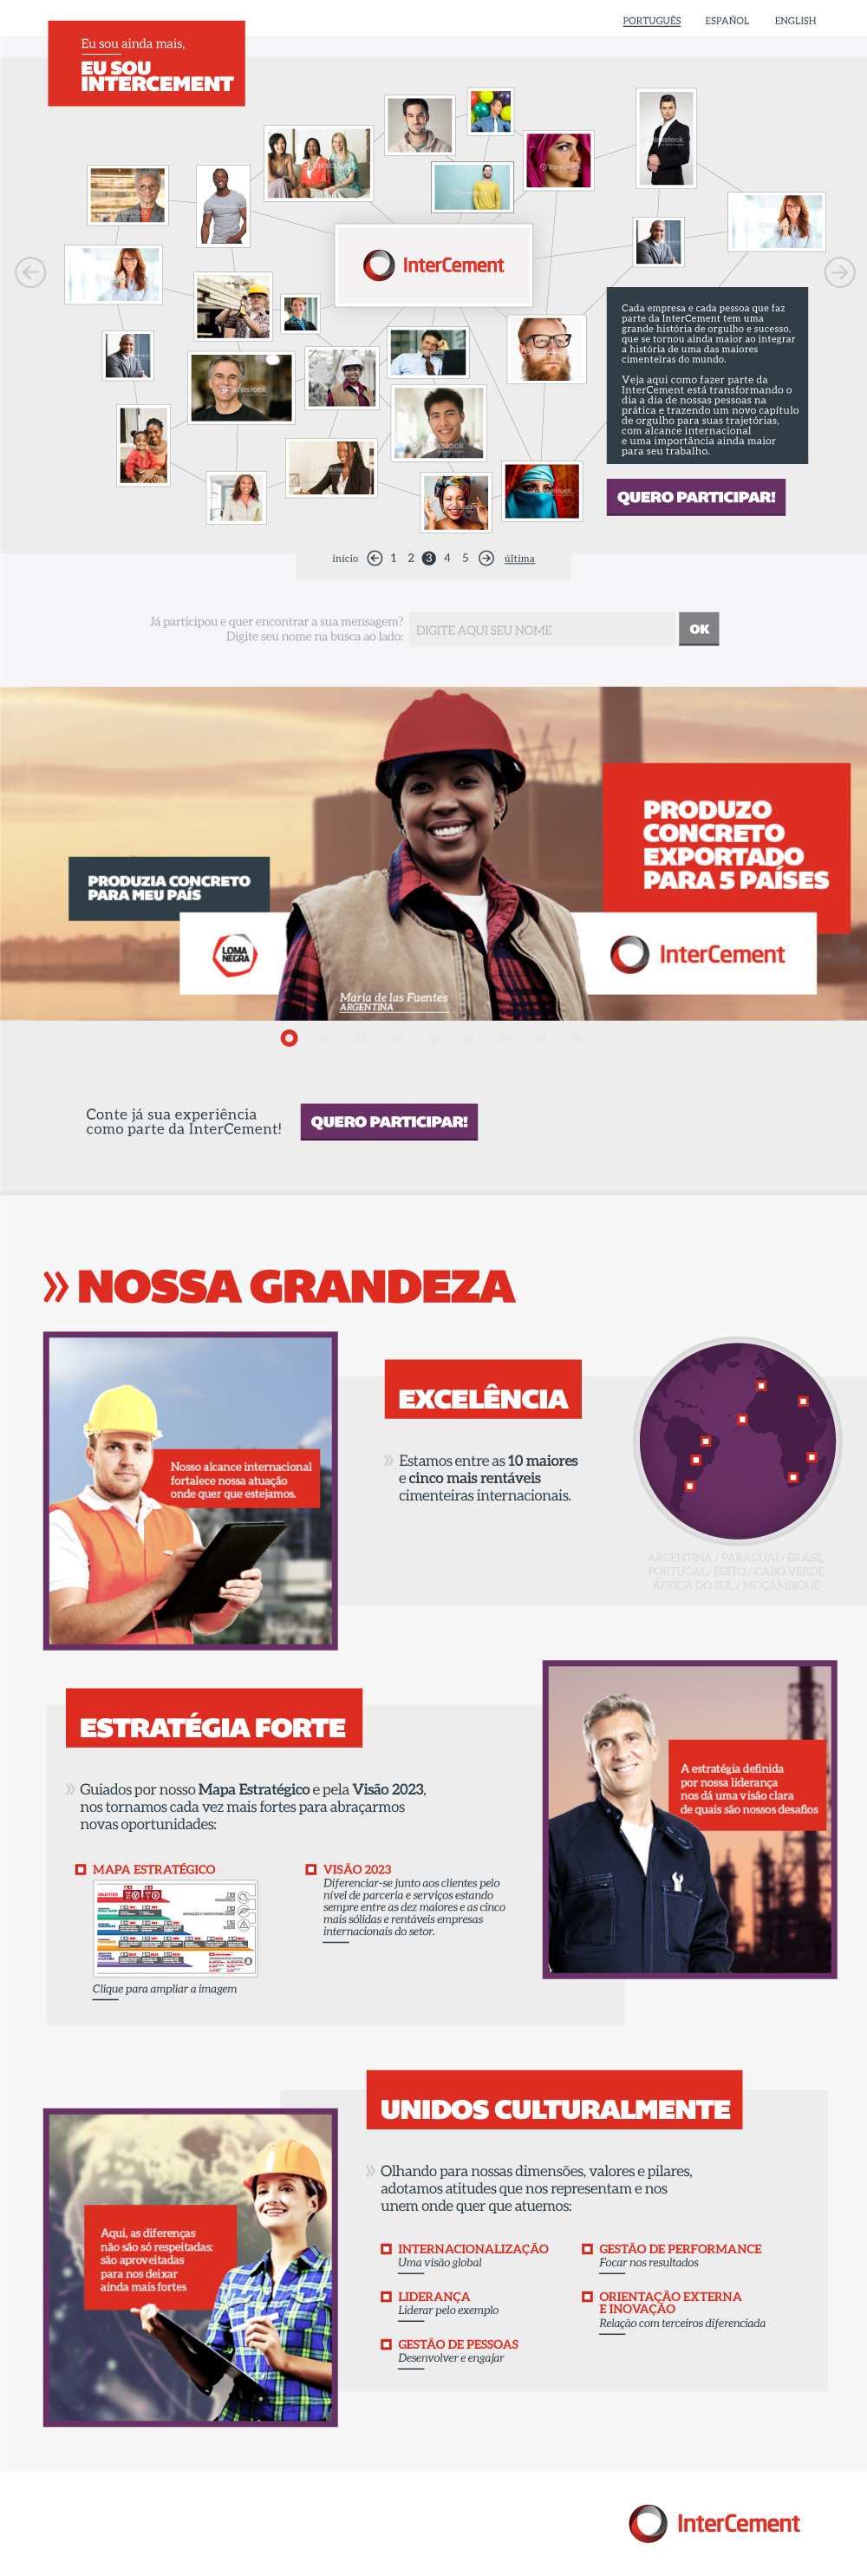 PORTUGUÊS ESPAÑOL ENGLISH
Eu sou ainda mais,
EU SOU
INTERCEMENT
InterCement
Cada empresa e cada pessoa que faz
parte da InterCement tem uma
grande história de orgulho e sucesso,
que se tornou ainda maior ao integrar
a história de uma das maiores
cimenteiras do mundo.
Veja aqui como fazer parte da
InterCement está transformando o
dia a dia de nossas pessoas na
prática e trazendo um novo capítulo
de orgulho para suas trajetórias,
com alcance internacional
e uma importância ainda maior
para seu trabalho.
QUERO PARTICIPAR!
início 1 2 3 4 5 última
Já participou e quer encontrar a sua mensagem?
Digite seu nome na busca ao lado:
DIGITE AQUI SEU NOME
OK
PRODUZO
CONCRETO
EXPORTADO
PARA 5 PAÍSES
PRODUZIA CONCRETO
PARA MEU PAÍS
LOMA
NEGRA
InterCement
Maria de las Fuentes
ARGENTINA
Conte já sua experiência
como parte da InterCement!
QUERO PARTICIPAR!
» NOSSA GRANDEZA
Nosso alcance internacional
fortalece nossa atuação
onde quer que estejamos.
EXCELÊNCIA
» Estamos entre as 10 maiores
e cinco mais rentáveis
cimenteiras internacionais.
ARGENTINA / PARAGUAI / BRASIL
PORTUGAL/ EGITO / CABO VERDE
ÁFRICA DO SUL / MOÇAMBIQUE
ESTRATÉGIA FORTE
» Guiados por nosso Mapa Estratégico e pela Visão 2023,
nos tornamos cada vez mais fortes para abraçarmos
novas oportunidades:
MAPA ESTRATÉGICO
Clique para ampliar a imagem
VISÃO 2023
Diferenciar-se junto aos clientes pelo
nível de parceria e serviços estando
sempre entre as dez maiores e as cinco
mais sólidas e rentáveis empresas
internacionais do setor.
A estratégia definida
por nossa liderança
nos dá uma visão clara
de quais são nossos desafios
UNIDOS CULTURALMENTE
» Olhando para nossas dimensões, valores e pilares,
adotamos atitudes que nos representam e nos
unem onde quer que atuemos:
Aqui, as diferenças
não são só respeitadas:
são aproveitadas
para nos deixar
ainda mais fortes
INTERNACIONALIZAÇÃO
Uma visão global
LIDERANÇA
Liderar pelo exemplo
GESTÃO DE PESSOAS
Desenvolver e engajar
GESTÃO DE PERFORMANCE
Focar nos resultados
ORIENTAÇÃO EXTERNA
E INOVAÇÃO
Relação com terceiros diferenciada
InterCement